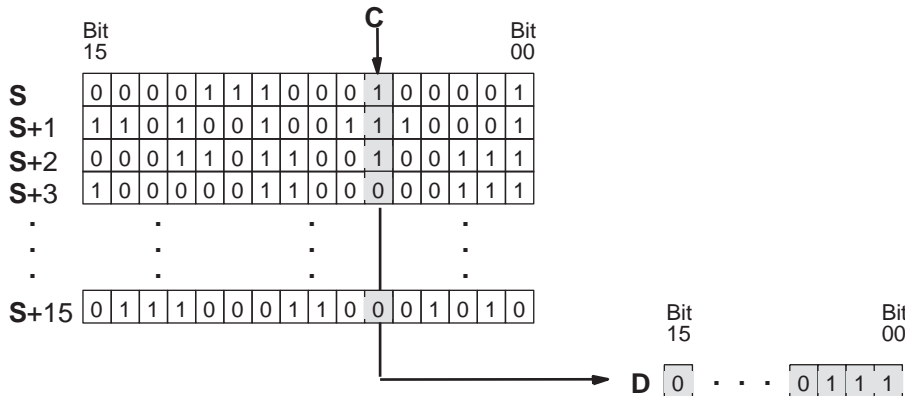 C
Bit 15
Bit 00
S 0 0 0 0 1 1 1 0 0 0 1 0 0 0 0 1
S+1 1 1 0 1 0 0 1 0 0 1 1 1 0 0 0 1
S+2 0 0 0 1 1 0 1 1 0 0 1 0 0 1 1 1
S+3 1 0 0 0 0 0 1 1 0 0 0 0 0 1 1 1
S+15 0 1 1 1 0 0 0 1 1 0 0 0 1 0 1 0
Bit 15
Bit 00
D 0 · · · 0 1 1 1